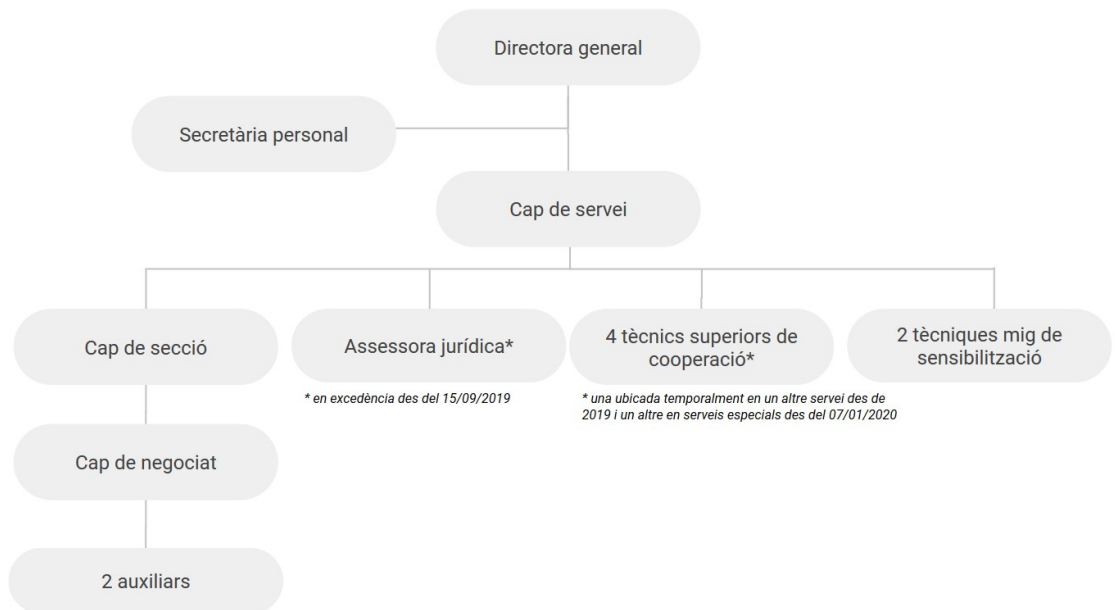 Directora general
Secretària personal
Cap de servei
Cap de secció
Assessora jurídica*
* en excedència des del 15/09/2019
4 tècnics superiors de
cooperació*
* una ubicada temporalment en un altre servei des de
2019 i un altre en serveis especials des del 07/01/2020
2 tècniques mig de
sensibilització
Cap de negociat
2 auxiliars